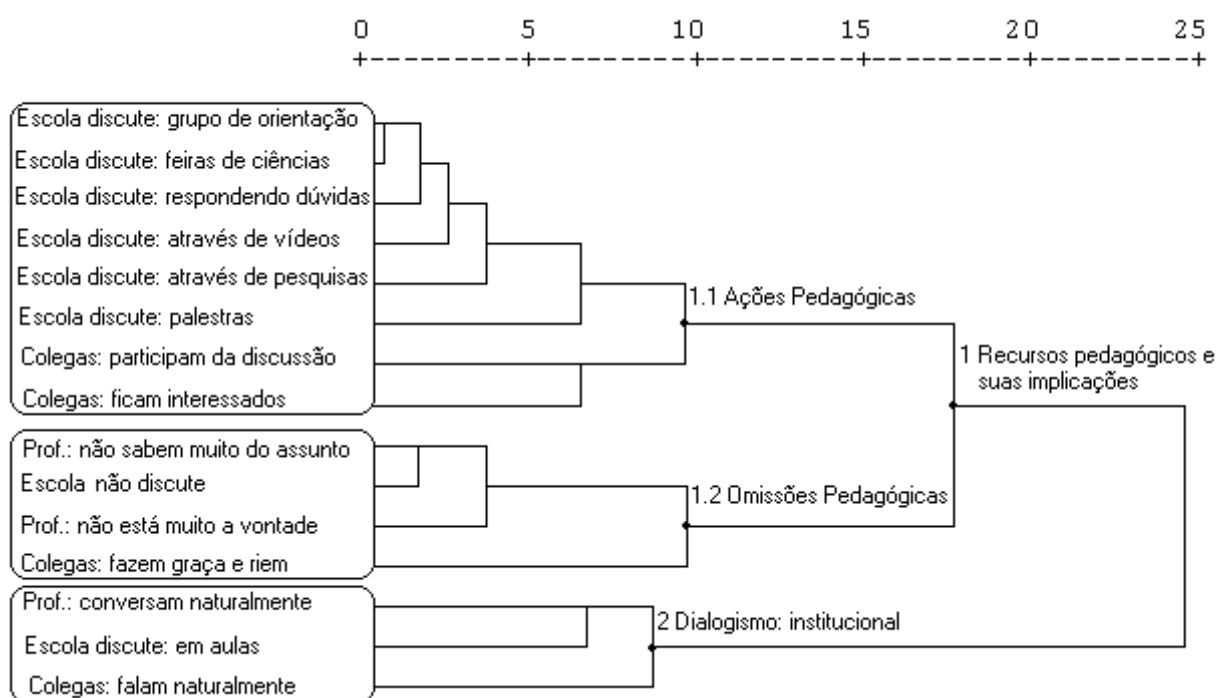 0 5 10 15 20 25
Escola discute: grupo de orientação
Escola discute: feiras de ciências
Escola discute: respondendo dúvidas
Escola discute: através de vídeos
Escola discute: através de pesquisas
1.1 Ações Pedagógicas
Escola discute: palestras
Colegas: participam da discussão
1 Recursos pedagógicos e
suas implicações
Colegas: ficam interessados
Prof.: não sabem muito do assunto
Escola não discute
1.2 Omissões Pedagógicas
Prof.: não está muito a vontade
Colegas: fazem graça e riem
Prof.: conversam naturalmente
2 Dialogismo: institucional
Escola discute: em aulas
Colegas: falam naturalmente